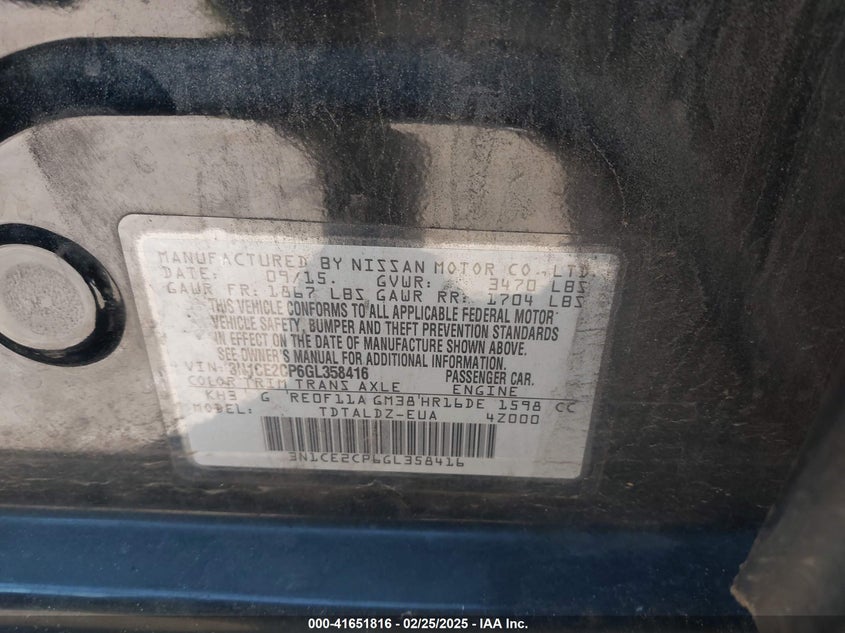 MANUFACTURED BY NISSAN MOTOR CO., LTD.
DATE: 09/15. GVWR: 3470 LBS
GAWR FR: 1867 LBS GAWR RR: 1704 LBS
THIS VEHICLE CONFORMS TO ALL APPLICABLE FEDERAL MOTOR
VEHICLE SAFETY, BUMPER AND THEFT PREVENTION STANDARDS
IN EFFECT ON THE DATE OF MANUFACTURE SHOWN ABOVE.
SEE OWNER'S MANUAL FOR ADDITIONAL INFORMATION.
VIN: 3N1CE2CP6GL358416 PASSENGER CAR.
COLOR TRIM TRANS AXLE ENGINE
KH3 G RE0F11A GM38 HR16DE 1598 CC
TDTALDZ-EUA 4Z000
3N1CE2CP6GL358416
000-41651816 - 02/25/2025 - IAA Inc.